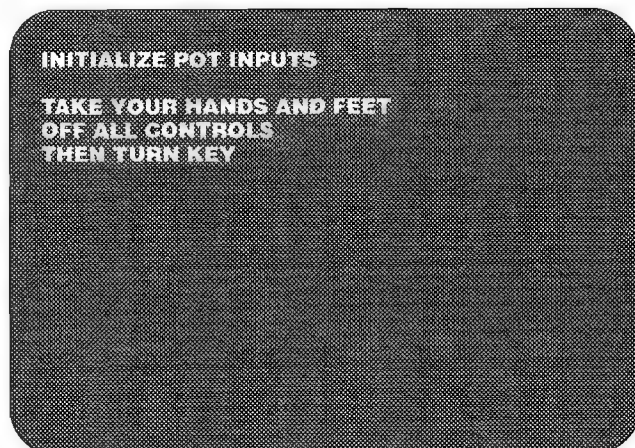 INITIALIZE POT INPUTS
TAKE YOUR HANDS AND FEET
OFF ALL CONTROLS
THEN TURN KEY